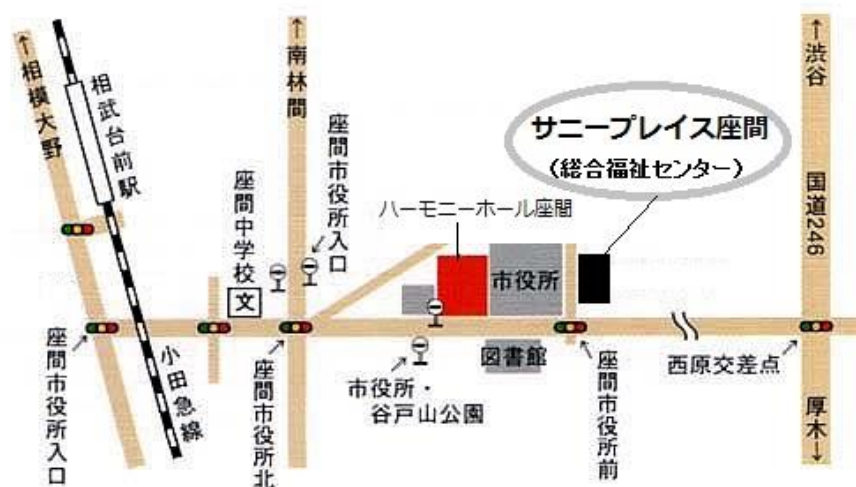 ↑相模大野
相武台前駅
↑南林間
座間市役所入口
座間中学校
文
ハーモニーホール座間
市役所
サニープレイス座間
(総合福祉センター)
↑渋谷
国道246
座間市役所入口
小田急線
座間市役所北
市役所・
谷戸山公園
図書館
座間市役所前
西原交差点
厚木↓